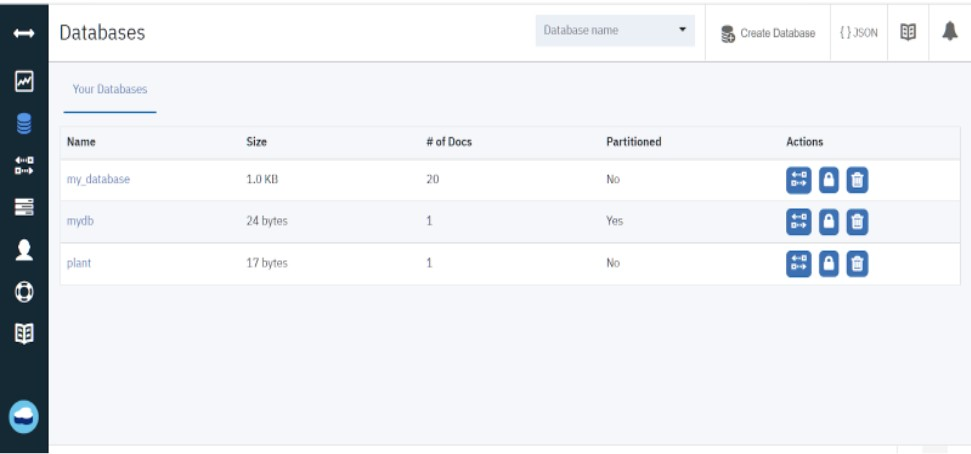 Databases
Database name
Create Database
{ } JSON
Your Databases
Name Size # of Docs Partitioned Actions
my_database 1.0 KB 20 No
mydb 24 bytes 1 Yes
plant 17 bytes 1 No